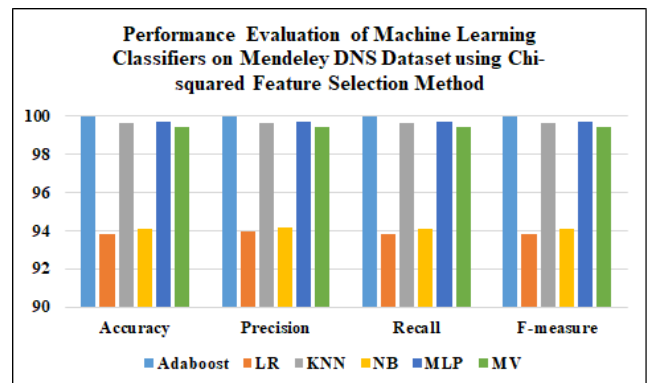 Performance Evaluation of Machine Learning
Classifiers on Mendeley DNS Dataset using Chi-
squared Feature Selection Method
100
98
96
94
92
90
Accuracy Precision Recall F-measure
Adaboost LR KNN NB MLP MV